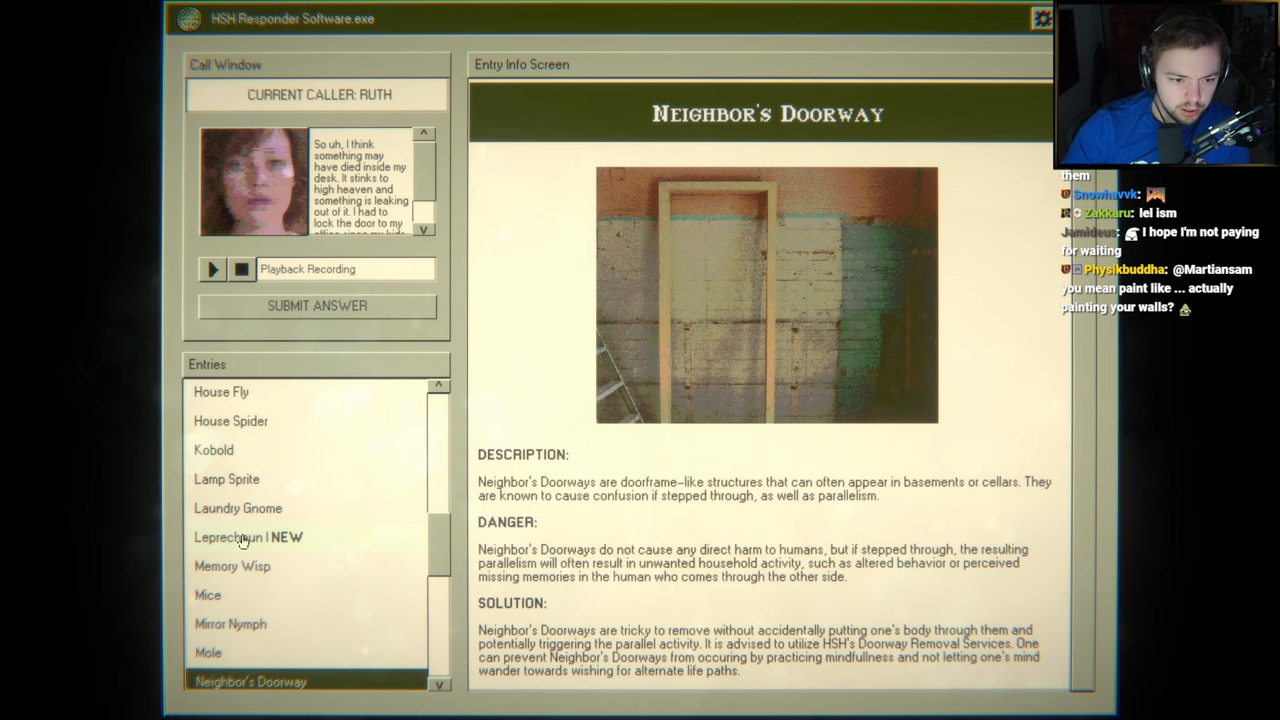 HSH Responder Software.exe
Call Window
CURRENT CALLER: RUTH
So uh, I think
something may
have died inside my
desk. It stinks to
high heaven and
something is leaking
out of it. I had to
lock the door to my
Playback Recording
SUBMIT ANSWER
Entries
House Fly
House Spider
Kobold
Lamp Sprite
Laundry Gnome
Leprechaun | NEW
Memory Wisp
Mice
Mirror Nymph
Mole
Neighbor's Doorway
Entry Info Screen
NEIGHBOR'S DOORWAY
DESCRIPTION:
Neighbor's Doorways are doorframe-like structures that can often appear in basements or cellars. They
are known to cause confusion if stepped through, as well as parallelism.
DANGER:
Neighbor's Doorways do not cause any direct harm to humans, but if stepped through, the resulting
parallelism will often result in unwanted household activity, such as altered behavior or perceived
missing memories in the human who comes through the other side.
SOLUTION:
Neighbor's Doorways are tricky to remove without accidentally putting one's body through them and
potentially triggering the parallel activity. It is advised to utilize HSH's Doorway Removal Services. One
can prevent Neighbor's Doorways from occuring by practicing mindfullness and not letting one's mind
wander towards wishing for alternate life paths.
them
Snowhavvk:
Zakkaru: lel ism
Jamideus: I hope I'm not paying
for waiting
Physikbuddha: @Martiansam
you mean paint like ... actually
painting your walls?